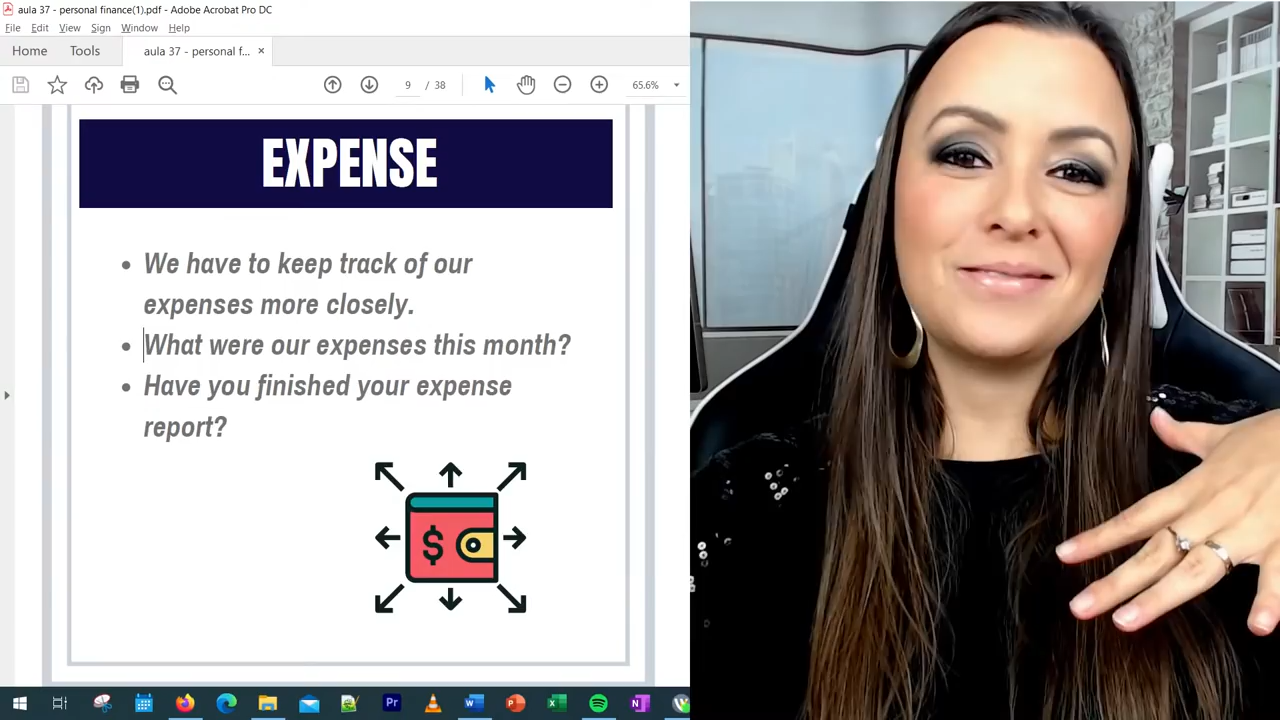 aula 37 - personal finance(1).pdf - Adobe Acrobat Pro DC
File Edit View Sign Window Help
Home Tools aula 37 - personal f... ×
9 / 38 65.6%
EXPENSE
• We have to keep track of our
expenses more closely.
• What were our expenses this month?
• Have you finished your expense
report?
$
Pr W P X N